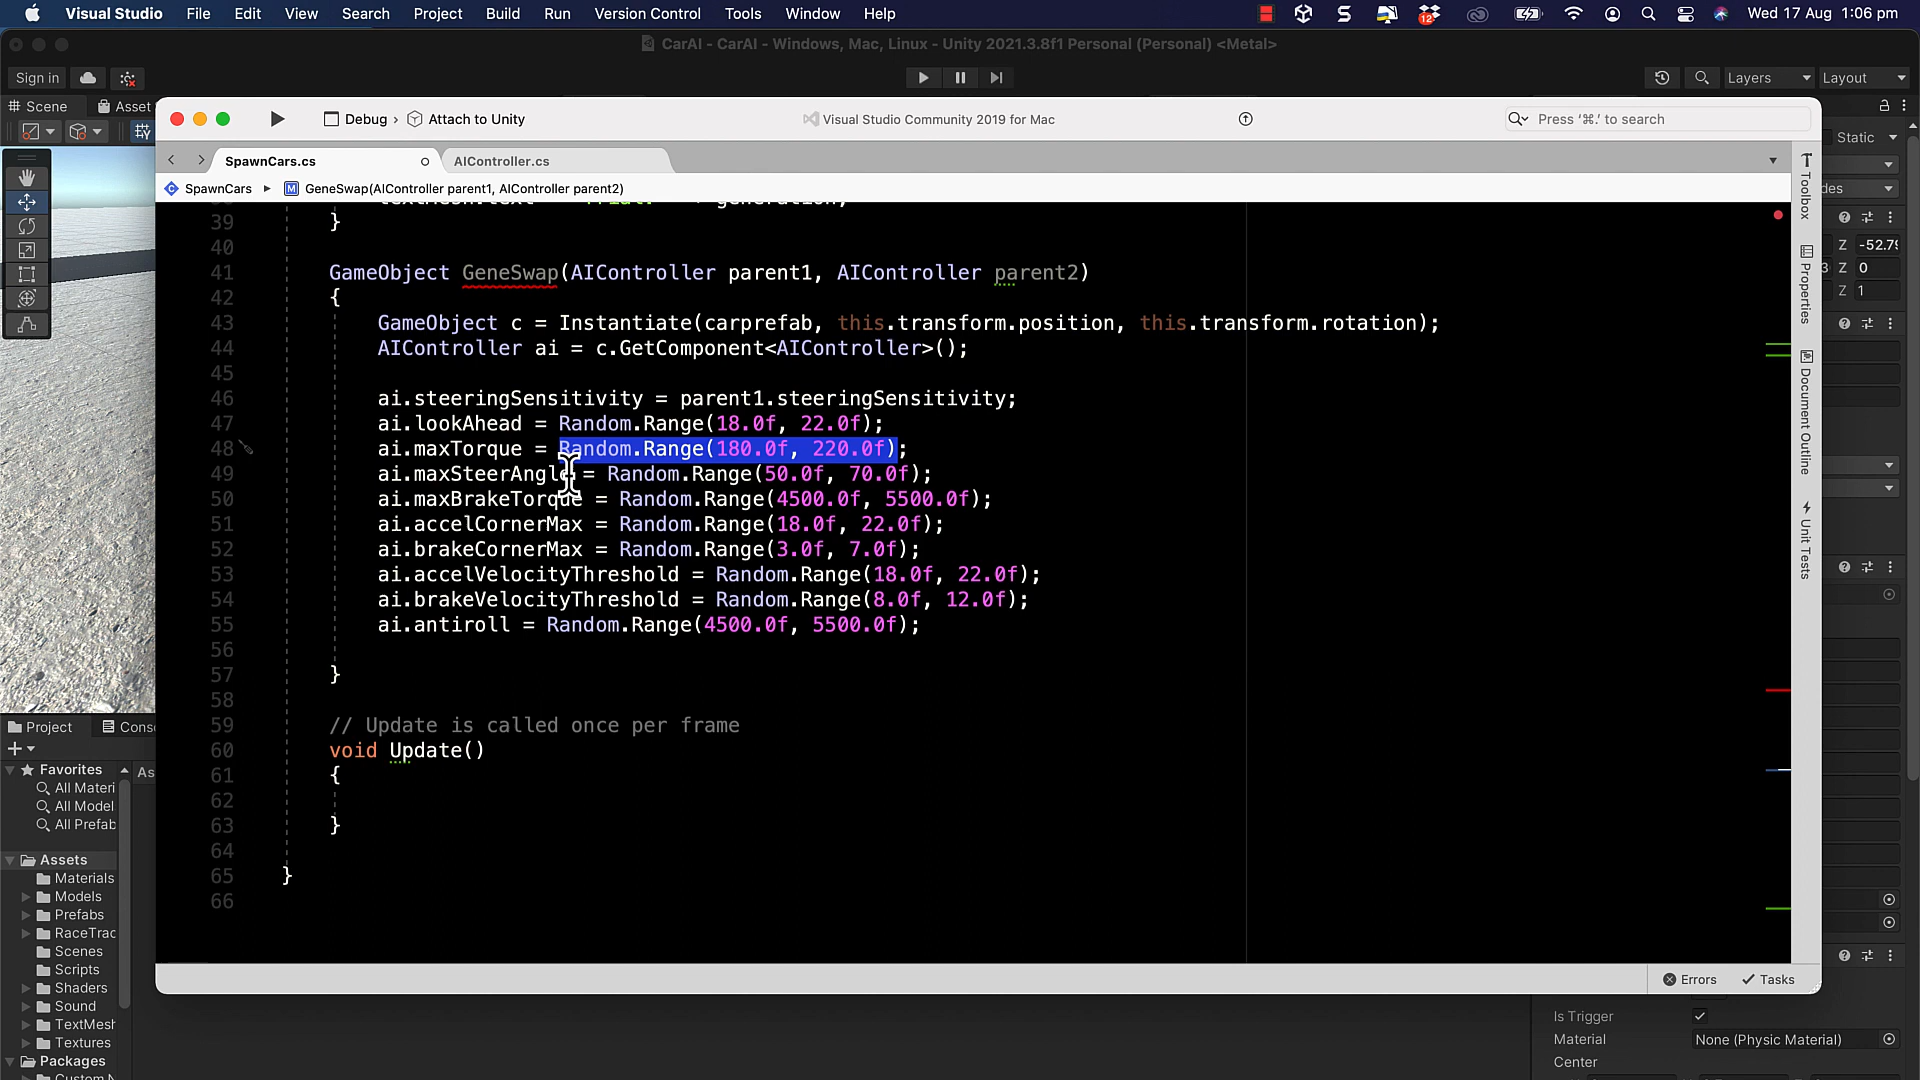 Visual Studio File Edit View Search Project Build Run Version Control Tools Window Help 12 Wed 17 Aug 1:06 pm
CarAI - CarAI - Windows, Mac, Linux - Unity 2021.3.8f1 Personal (Personal) <Metal>
Sign in Layers Layout
Scene Asset
Debug › Attach to Unity Visual Studio Community 2019 for Mac Press ‘⌘.’ to search
Static
SpawnCars.cs AIController.cs
SpawnCars GeneSwap(AIController parent1, AIController parent2)
des
39 }
40
41 GameObject GeneSwap(AIController parent1, AIController parent2)
42 {
43 GameObject c = Instantiate(carprefab, this.transform.position, this.transform.rotation);
44 AIController ai = c.GetComponent<AIController>();
45
46 ai.steeringSensitivity = parent1.steeringSensitivity;
47 ai.lookAhead = Random.Range(18.0f, 22.0f);
48 ai.maxTorque = Random.Range(180.0f, 220.0f);
49 ai.maxSteerAngle = Random.Range(50.0f, 70.0f);
50 ai.maxBrakeTorque = Random.Range(4500.0f, 5500.0f);
51 ai.accelCornerMax = Random.Range(18.0f, 22.0f);
52 ai.brakeCornerMax = Random.Range(3.0f, 7.0f);
53 ai.accelVelocityThreshold = Random.Range(18.0f, 22.0f);
54 ai.brakeVelocityThreshold = Random.Range(8.0f, 12.0f);
55 ai.antiroll = Random.Range(4500.0f, 5500.0f);
56
57 }
58
59 // Update is called once per frame
60 void Update()
61 {
62
63 }
64
65 }
66
Toolbox
Properties
Document Outline
Unit Tests
Z -52.79
3 Z 0
Z 1
Project Cons
Favorites As
All Materi
All Model
All Prefab
Assets
Materials
Models
Prefabs
RaceTrac
Scenes
Scripts
Shaders
Sound
TextMesh
Textures
Packages
Errors Tasks
Is Trigger
Material None (Physic Material)
Center